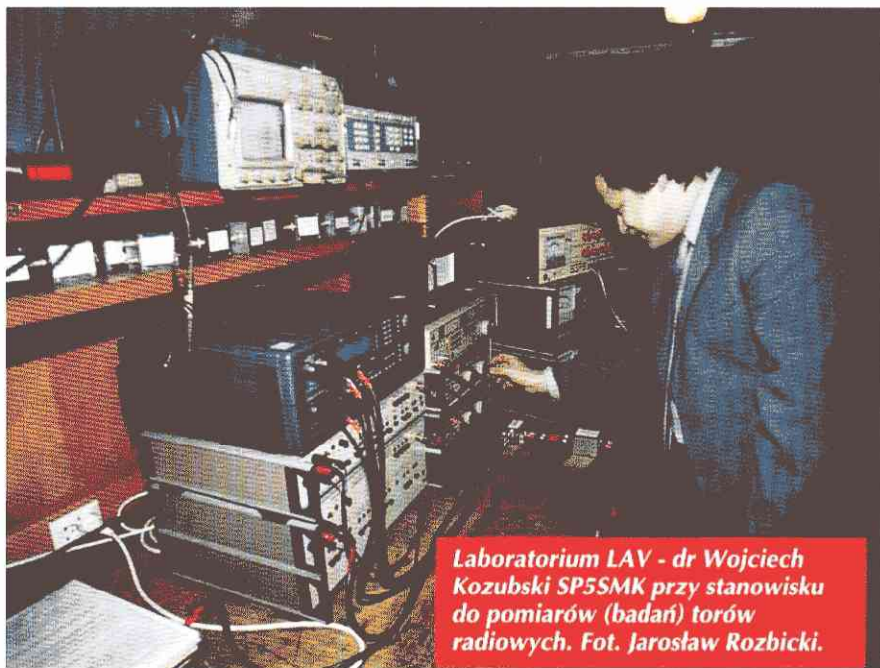 Laboratorium LAV - dr Wojciech
Kozubski SP5SMK przy stanowisku
do pomiarów (badań) torów
radiowych. Fot. Jarosław Rozbicki.